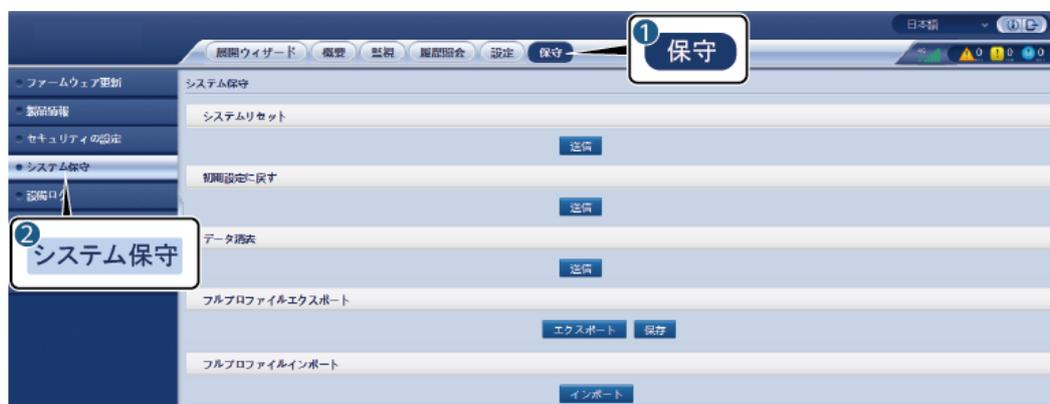 日本語
展開ウィザード 概要 監視 履歴照会 設定 保守
1 保守
0 1 0 0
ファームウェア更新
製品情報
セキュリティの設定
システム保守
設備ログ
2 システム保守
システム保守
システムリセット
送信
初期設定に戻す
送信
データ消去
送信
フルプロファイルエクスポート
エクスポート 保存
フルプロファイルインポート
インポート